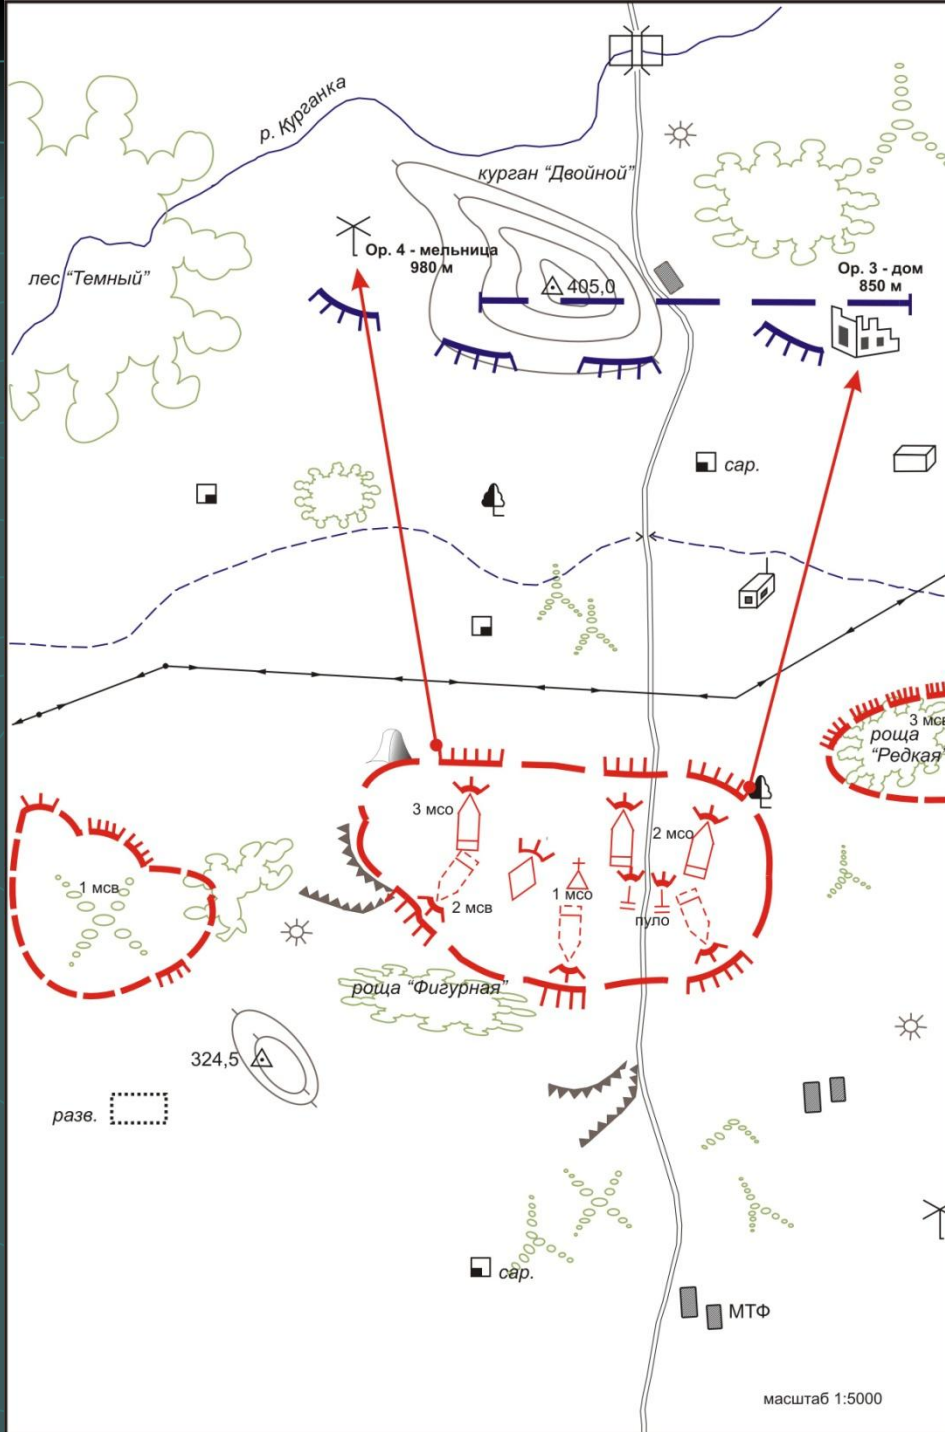 р. Курганка
курган “Двойной”
Ор. 4 - мельница
980 м
лес “Темный”
405,0
Ор. 3 - дом
850 м
сар.
3 мсв
роща
“Редкая”
3 мсо
2 мсо
1 мсв
1 мсо
2 мсв
пуло
роща “Фигурная”
324,5
разв.
сар.
МТФ
масштаб 1:5000